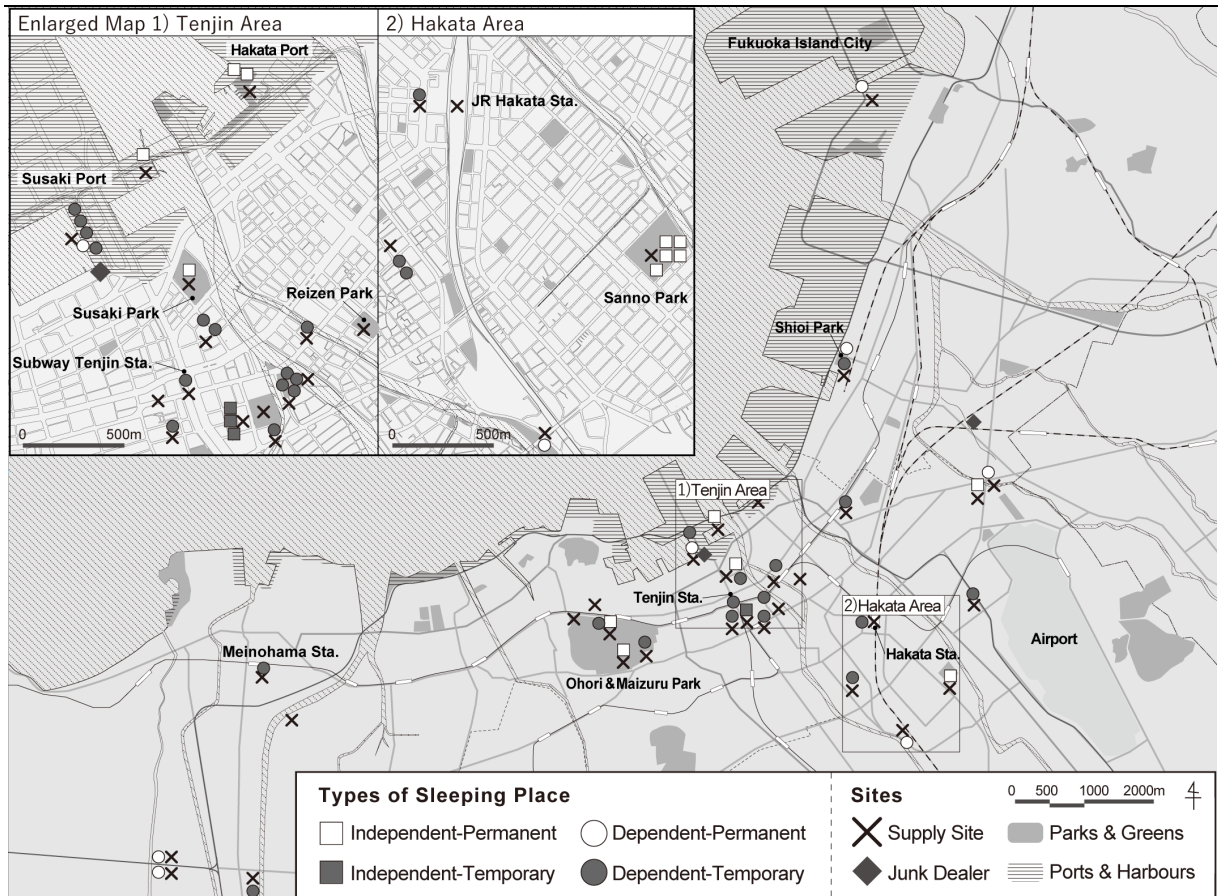 Enlarged Map 1) Tenjin Area
2) Hakata Area
Hakata Port
JR Hakata Sta.
Susaki Port
Sanno Park
Reizen Park
Susaki Park
Subway Tenjin Sta.
0 500m
0 500m
Fukuoka Island City
Shioi Park
1)Tenjin Area
Tenjin Sta.
2)Hakata Area
Hakata Sta.
Airport
Meinohama Sta.
Ohori & Maizuru Park
Types of Sleeping Place
Independent-Permanent
Dependent-Permanent
Independent-Temporary
Dependent-Temporary
Sites
0 500 1000 2000m
Supply Site
Parks & Greens
Junk Dealer
Ports & Harbours